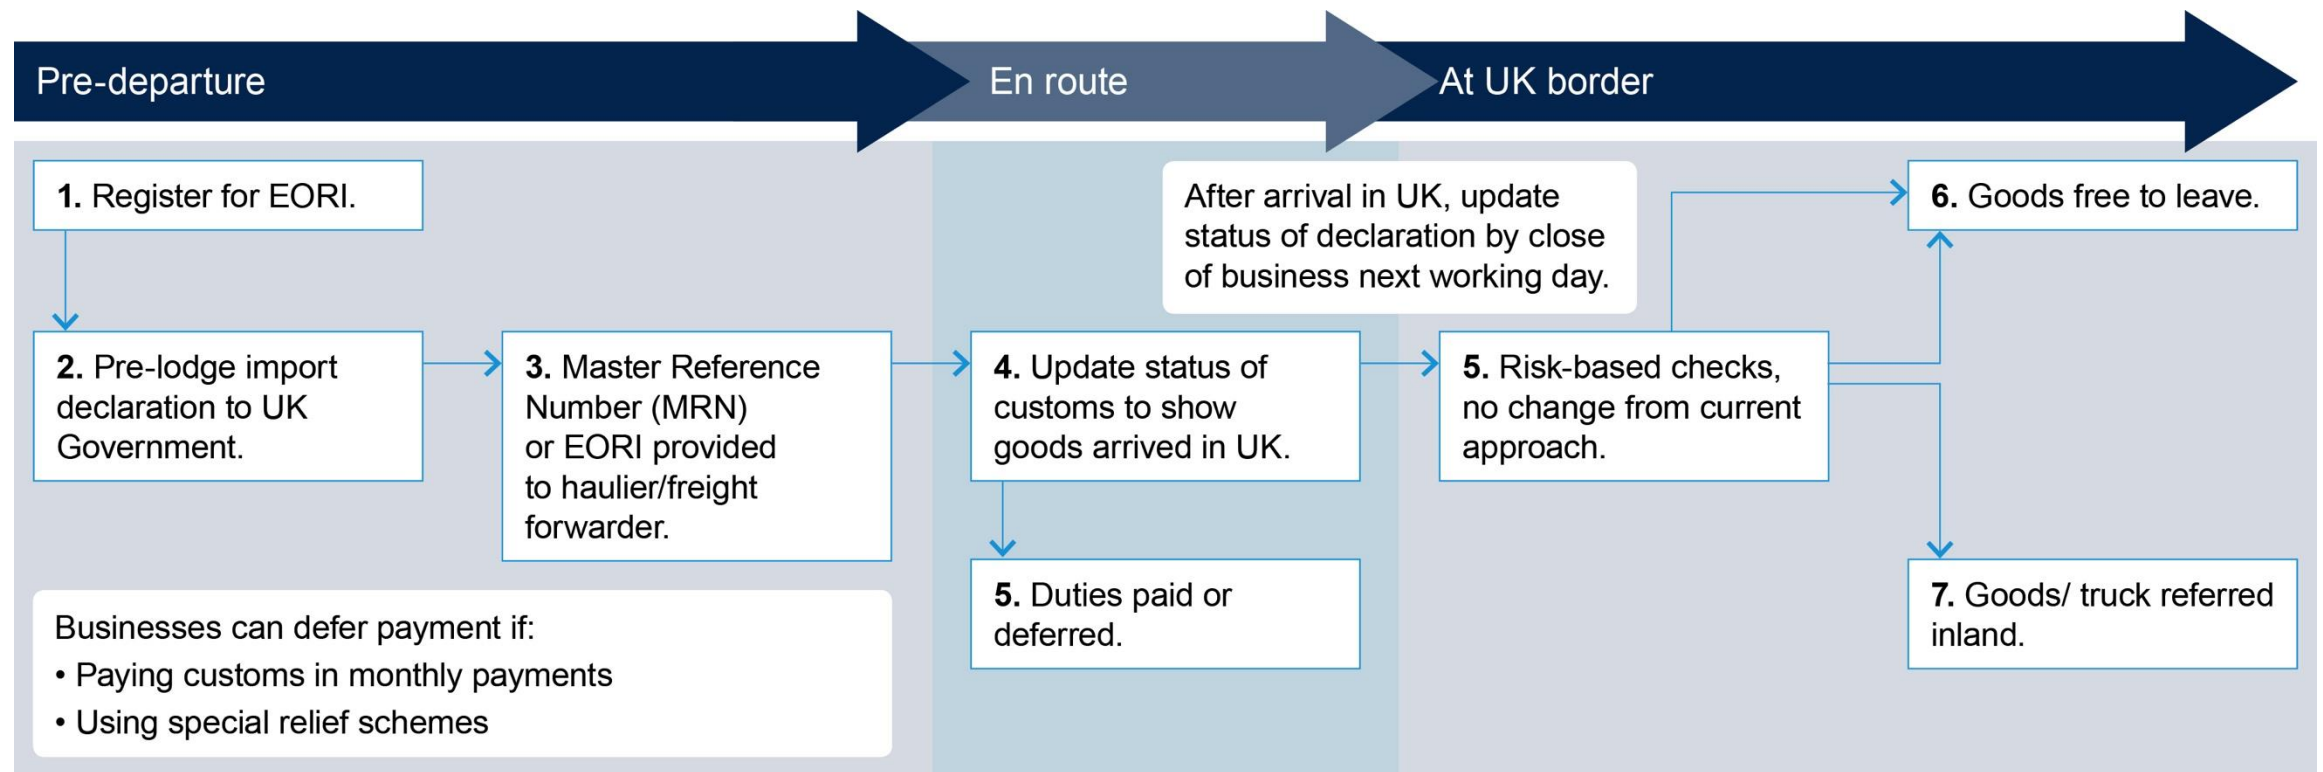 Pre-departure
En route
At UK border
1. Register for EORI.
2. Pre-lodge import
declaration to UK
Government.
3. Master Reference
Number (MRN)
or EORI provided
to haulier/freight
forwarder.
Businesses can defer payment if:
• Paying customs in monthly payments
• Using special relief schemes
After arrival in UK, update
status of declaration by close
of business next working day.
4. Update status of
customs to show
goods arrived in UK.
5. Duties paid or
deferred.
5. Risk-based checks,
no change from current
approach.
6. Goods free to leave.
7. Goods/ truck referred
inland.